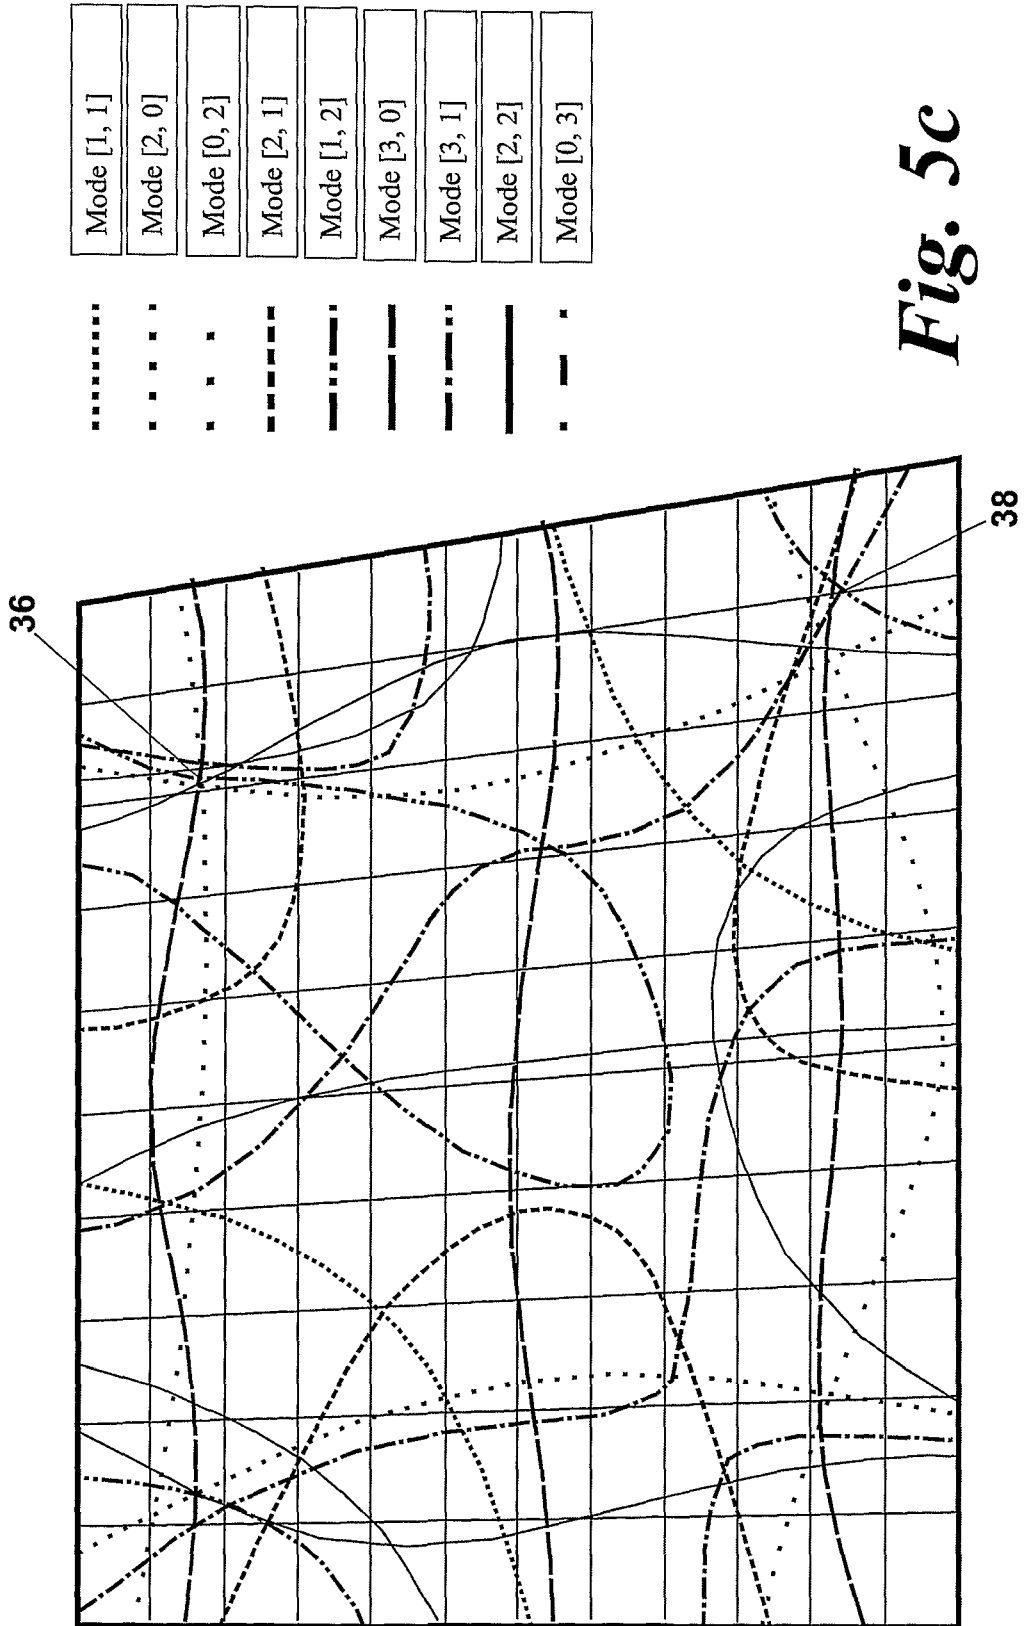 36
38
Mode [1, 1]
Mode [2, 0]
Mode [0, 2]
Mode [2, 1]
Mode [1, 2]
Mode [3, 0]
Mode [3, 1]
Mode [2, 2]
Mode [0, 3]
Fig. 5c